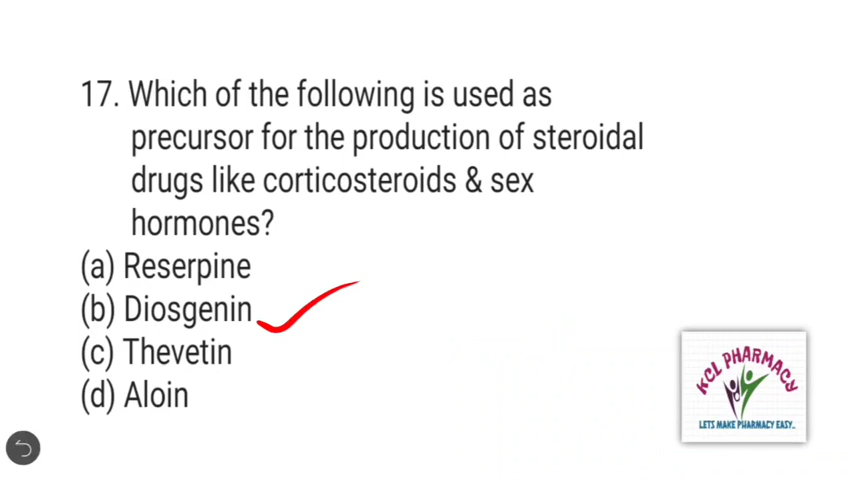 17. Which of the following is used as
precursor for the production of steroidal
drugs like corticosteroids & sex
hormones?
(a) Reserpine
(b) Diosgenin
(c) Thevetin
(d) Aloin
KCL PHARMACY
LETS MAKE PHARMACY EASY..